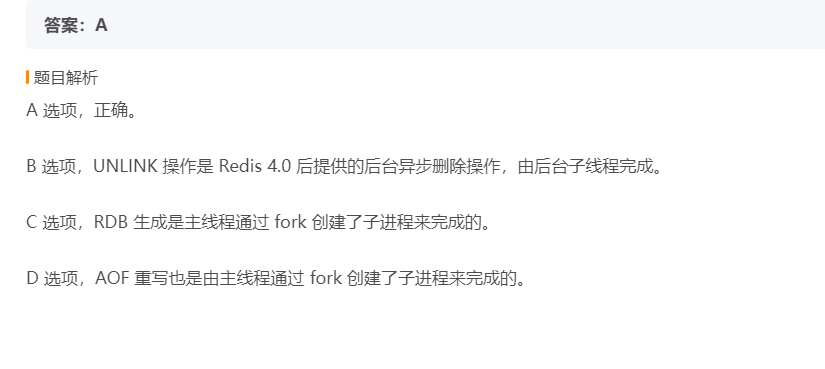 答案：A
题目解析
A 选项，正确。
B 选项，UNLINK 操作是 Redis 4.0 后提供的后台异步删除操作，由后台子线程完成。
C 选项，RDB 生成是主线程通过 fork 创建了子进程来完成的。
D 选项，AOF 重写也是由主线程通过 fork 创建了子进程来完成的。